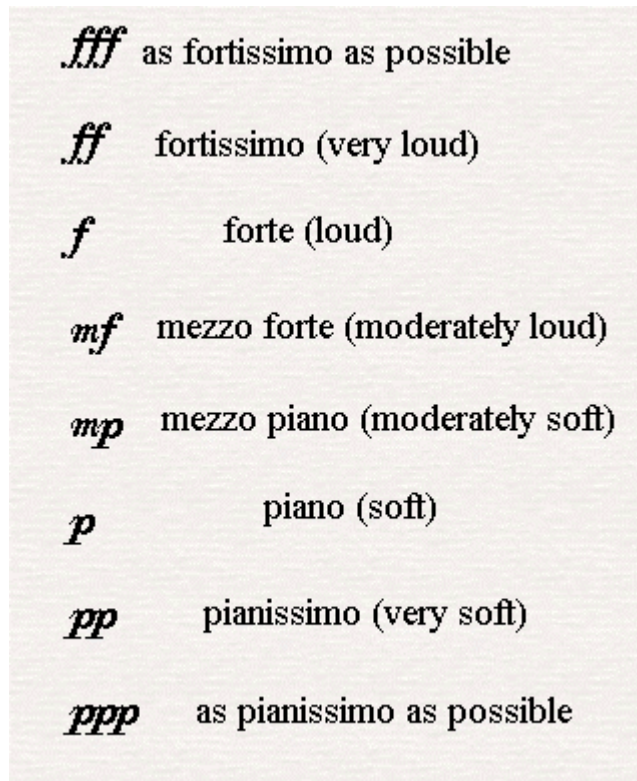 fff as fortissimo as possible
ff fortissimo (very loud)
f forte (loud)
mf mezzo forte (moderately loud)
mp mezzo piano (moderately soft)
p piano (soft)
pp pianissimo (very soft)
ppp as pianissimo as possible